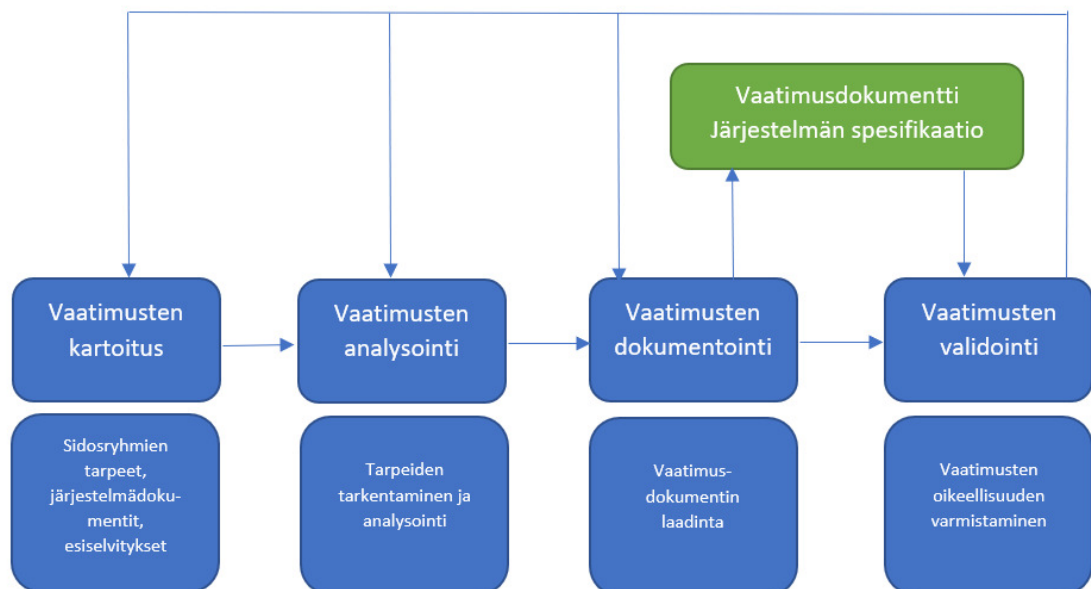 Vaatimusdokumentti
Järjestelmän spesifikaatio
Vaatimusten
kartoitus
Vaatimusten
analysointi
Vaatimusten
dokumentointi
Vaatimusten
validointi
Sidosryhmien
tarpeet,
järjestelmädoku-
mentit,
esiselvitykset
Tarpeiden
tarkentaminen ja
analysointi
Vaatimus-
dokumentin
laadinta
Vaatimusten
oikeellisuuden
varmistaminen